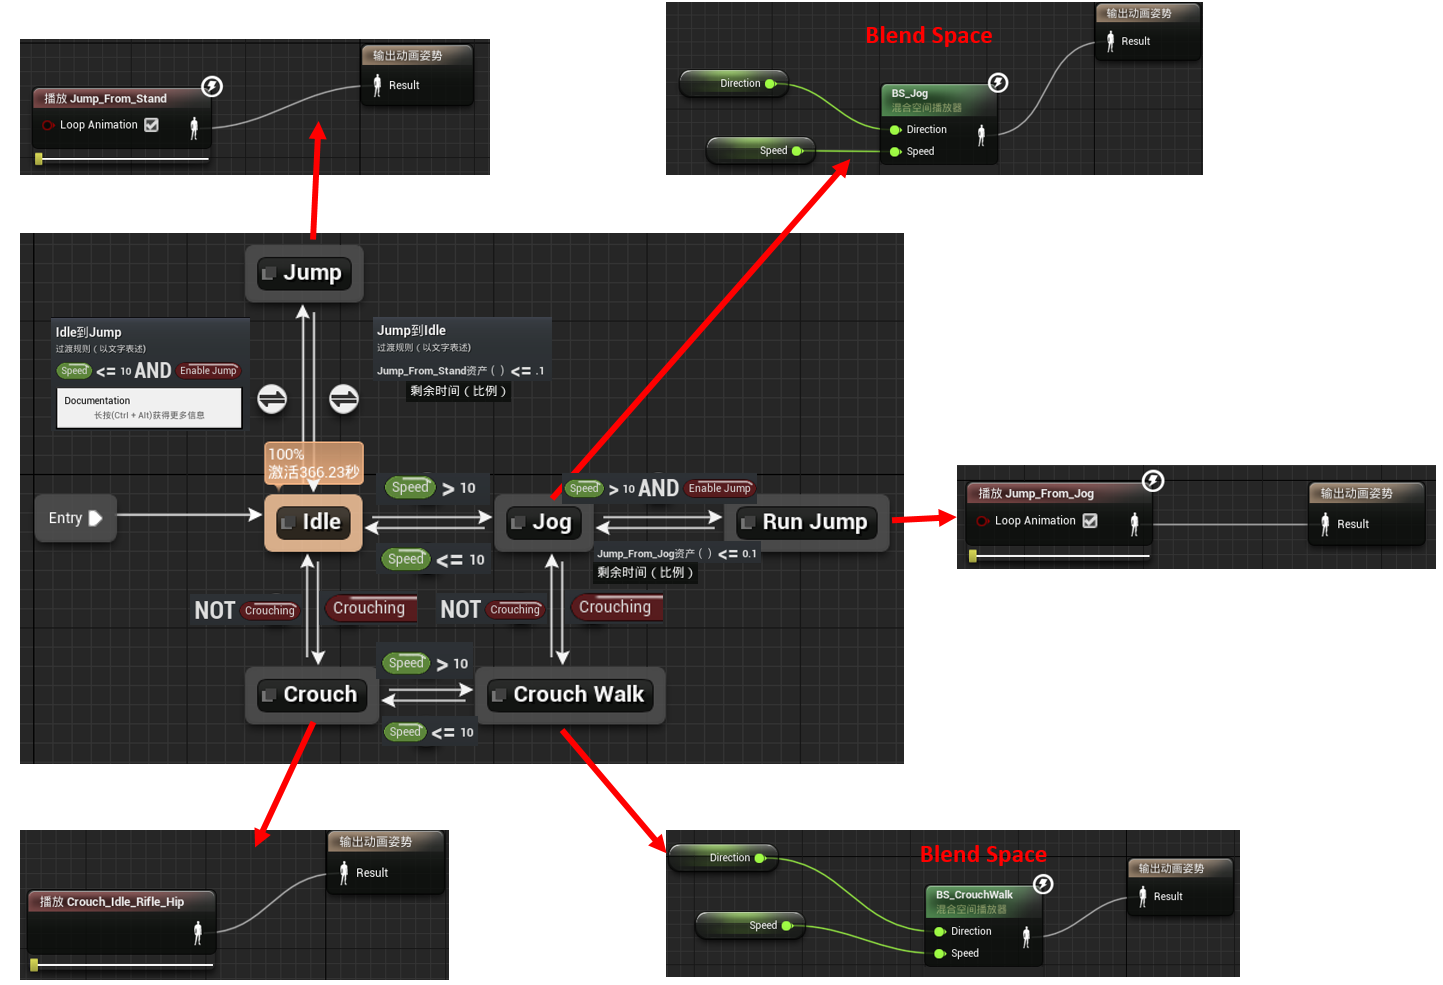 输出动画姿势
Result
播放 Jump_From_Stand
Loop Animation
Blend Space
输出动画姿势
Result
Direction
BS_Jog
混合空间播放器
Direction
Speed
Speed
Jump
Idle到Jump
过渡规则（以文字表述)
Speed <= 10 AND Enable Jump
Documentation
长按(Ctrl + Alt)获得更多信息
Jump到Idle
过渡规则（以文字表述)
Jump_From_Stand资产（ ） <= .1
剩余时间（比例）
100%
激活366.23秒
Entry
Idle
Speed > 10
Speed <= 10
Jog
Speed > 10 AND Enable Jump
Run Jump
Jump_From_Jog资产（ ） <= 0.1
剩余时间（比例）
播放 Jump_From_Jog
Loop Animation
输出动画姿势
Result
NOT Crouching
Crouching
NOT Crouching
Crouching
Speed > 10
Crouch
Crouch Walk
Speed <= 10
输出动画姿势
Result
播放 Crouch_Idle_Rifle_Hip
Direction
Blend Space
输出动画姿势
Result
BS_CrouchWalk
混合空间播放器
Direction
Speed
Speed